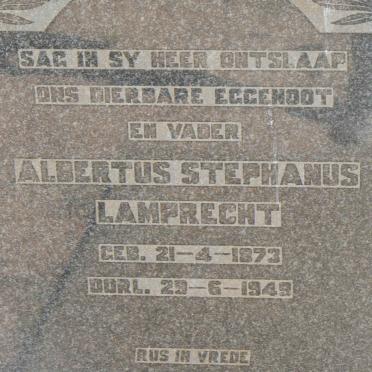 SAG IN SY HEER ONTSLAAP
ONS DIERBARE EGGENOOT
EN VADER
ALBERTUS STEPHANUS
LAMPRECHT
GEB. 21-4-1873
OORL. 29-6-1949
RUS IN VREDE